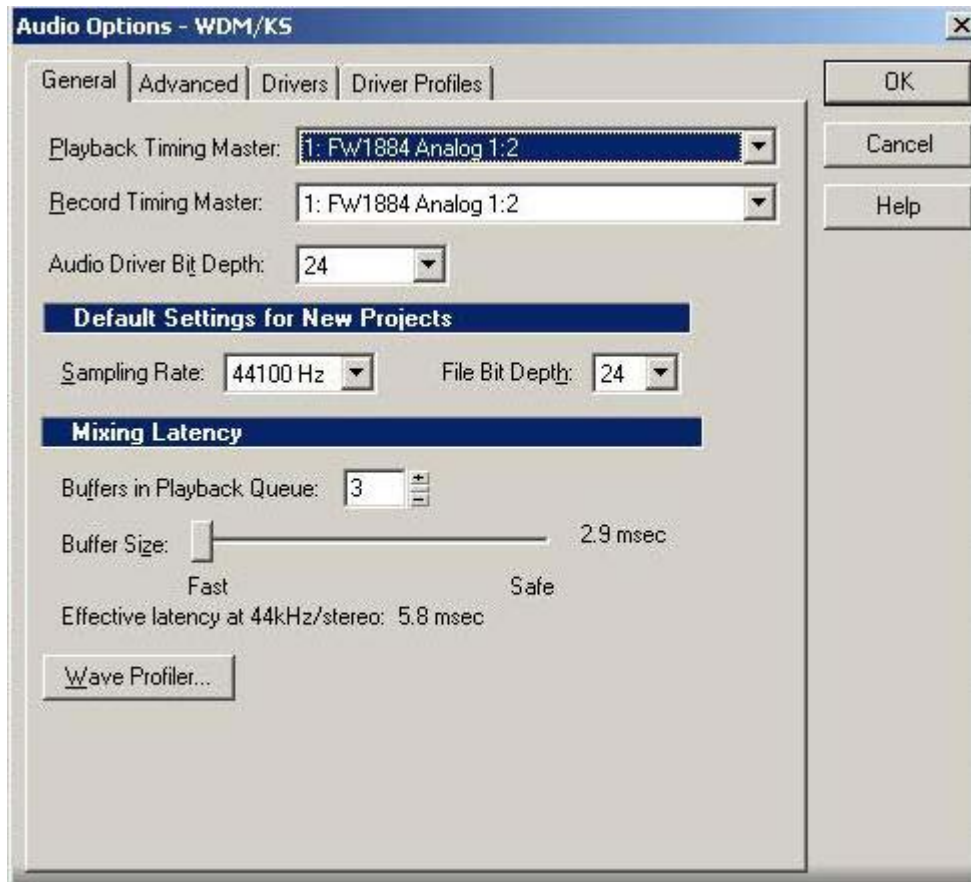 Audio Options - WDM/KS
General Advanced Drivers Driver Profiles
OK
Cancel
Help
Playback Timing Master: 1: FW1884 Analog 1:2
Record Timing Master: 1: FW1884 Analog 1:2
Audio Driver Bit Depth: 24
Default Settings for New Projects
Sampling Rate: 44100 Hz File Bit Depth: 24
Mixing Latency
Buffers in Playback Queue: 3
Buffer Size: 2.9 msec
Fast Safe
Effective latency at 44kHz/stereo: 5.8 msec
Wave Profiler...